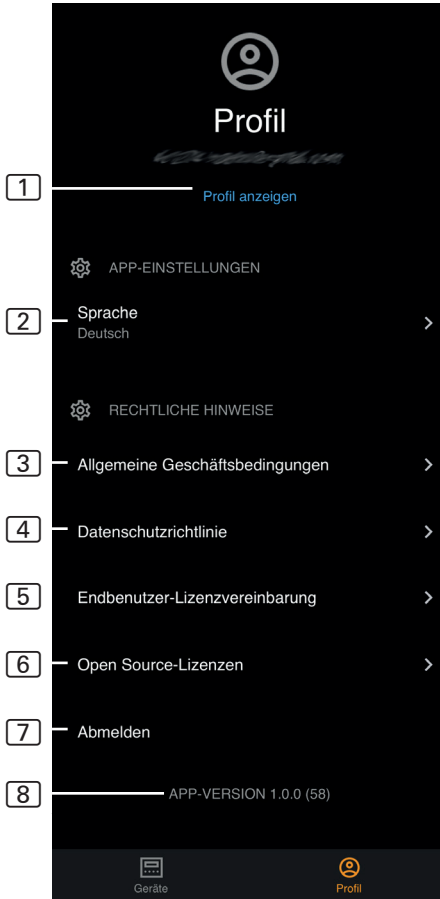 Profil
1
Profil anzeigen
APP-EINSTELLUNGEN
2
Sprache
Deutsch
RECHTLICHE HINWEISE
3
Allgemeine Geschäftsbedingungen
4
Datenschutzrichtlinie
5
Endbenutzer-Lizenzvereinbarung
6
Open Source-Lizenzen
7
Abmelden
8
APP-VERSION 1.0.0 (58)
Geräte
Profil